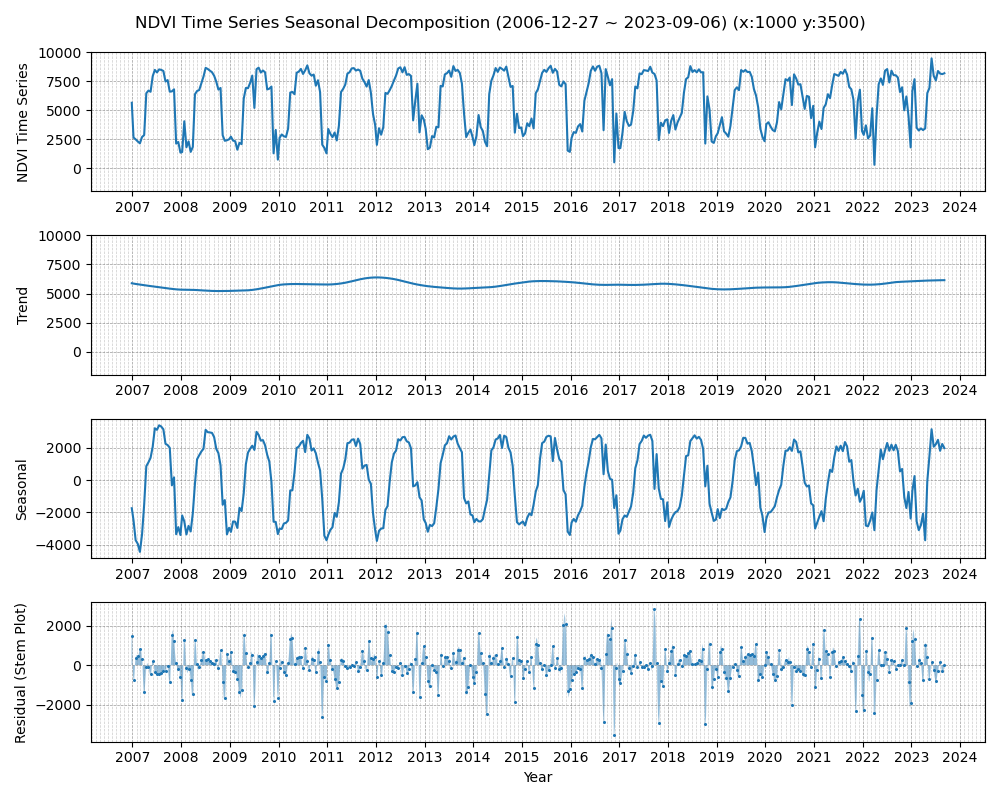 NDVI Time Series Seasonal Decomposition (2006-12-27 ~ 2023-09-06) (x:1000 y:3500)
NDVI Time Series
10000
7500
5000
2500
0
2007 2008 2009 2010 2011 2012 2013 2014 2015 2016 2017 2018 2019 2020 2021 2022 2023 2024
Trend
10000
7500
5000
2500
0
2007 2008 2009 2010 2011 2012 2013 2014 2015 2016 2017 2018 2019 2020 2021 2022 2023 2024
Seasonal
2000
0
−2000
−4000
2007 2008 2009 2010 2011 2012 2013 2014 2015 2016 2017 2018 2019 2020 2021 2022 2023 2024
Residual (Stem Plot)
2000
0
−2000
2007 2008 2009 2010 2011 2012 2013 2014 2015 2016 2017 2018 2019 2020 2021 2022 2023 2024
Year